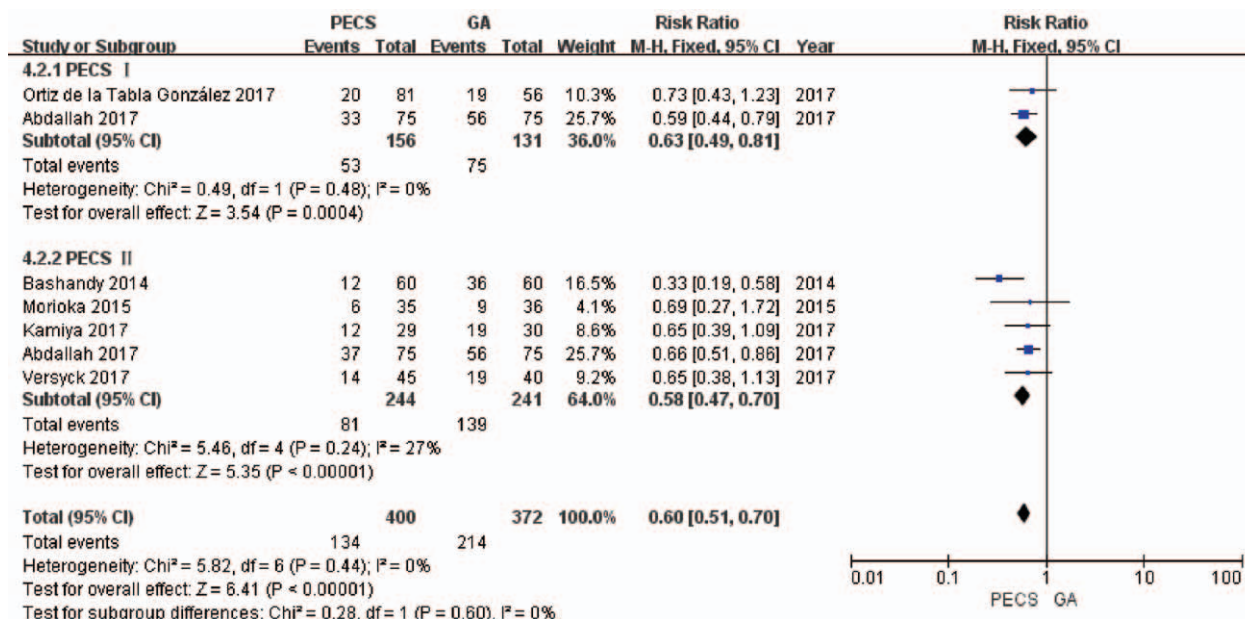 PECS GA Risk Ratio Risk Ratio
Study or Subgroup Events Total Events Total Weight M-H, Fixed, 95% CI Year M-H, Fixed, 95% CI
4.2.1 PECS I
Ortiz de la Tabla González 2017 20 81 19 56 10.3% 0.73 [0.43, 1.23] 2017
Abdallah 2017 33 75 56 75 25.7% 0.59 [0.44, 0.79] 2017
Subtotal (95% CI) 156 131 36.0% 0.63 [0.49, 0.81]
Total events 53 75
Heterogeneity: Chi² = 0.49, df = 1 (P = 0.48); I² = 0%
Test for overall effect: Z = 3.54 (P = 0.0004)
4.2.2 PECS II
Bashandy 2014 12 60 36 60 16.5% 0.33 [0.19, 0.58] 2014
Morioka 2015 6 35 9 36 4.1% 0.69 [0.27, 1.72] 2015
Kamiya 2017 12 29 19 30 8.6% 0.65 [0.39, 1.09] 2017
Abdallah 2017 37 75 56 75 25.7% 0.66 [0.51, 0.86] 2017
Versyck 2017 14 45 19 40 9.2% 0.65 [0.38, 1.13] 2017
Subtotal (95% CI) 244 241 64.0% 0.58 [0.47, 0.70]
Total events 81 139
Heterogeneity: Chi² = 5.46, df = 4 (P = 0.24); I² = 27%
Test for overall effect: Z = 5.35 (P < 0.00001)
Total (95% CI) 400 372 100.0% 0.60 [0.51, 0.70]
Total events 134 214
Heterogeneity: Chi² = 5.82, df = 6 (P = 0.44); I² = 0%
Test for overall effect: Z = 6.41 (P < 0.00001)
Test for subgroup differences: Chi² = 0.28, df = 1 (P = 0.60), I² = 0%
0.01 0.1 1 10 100
PECS GA